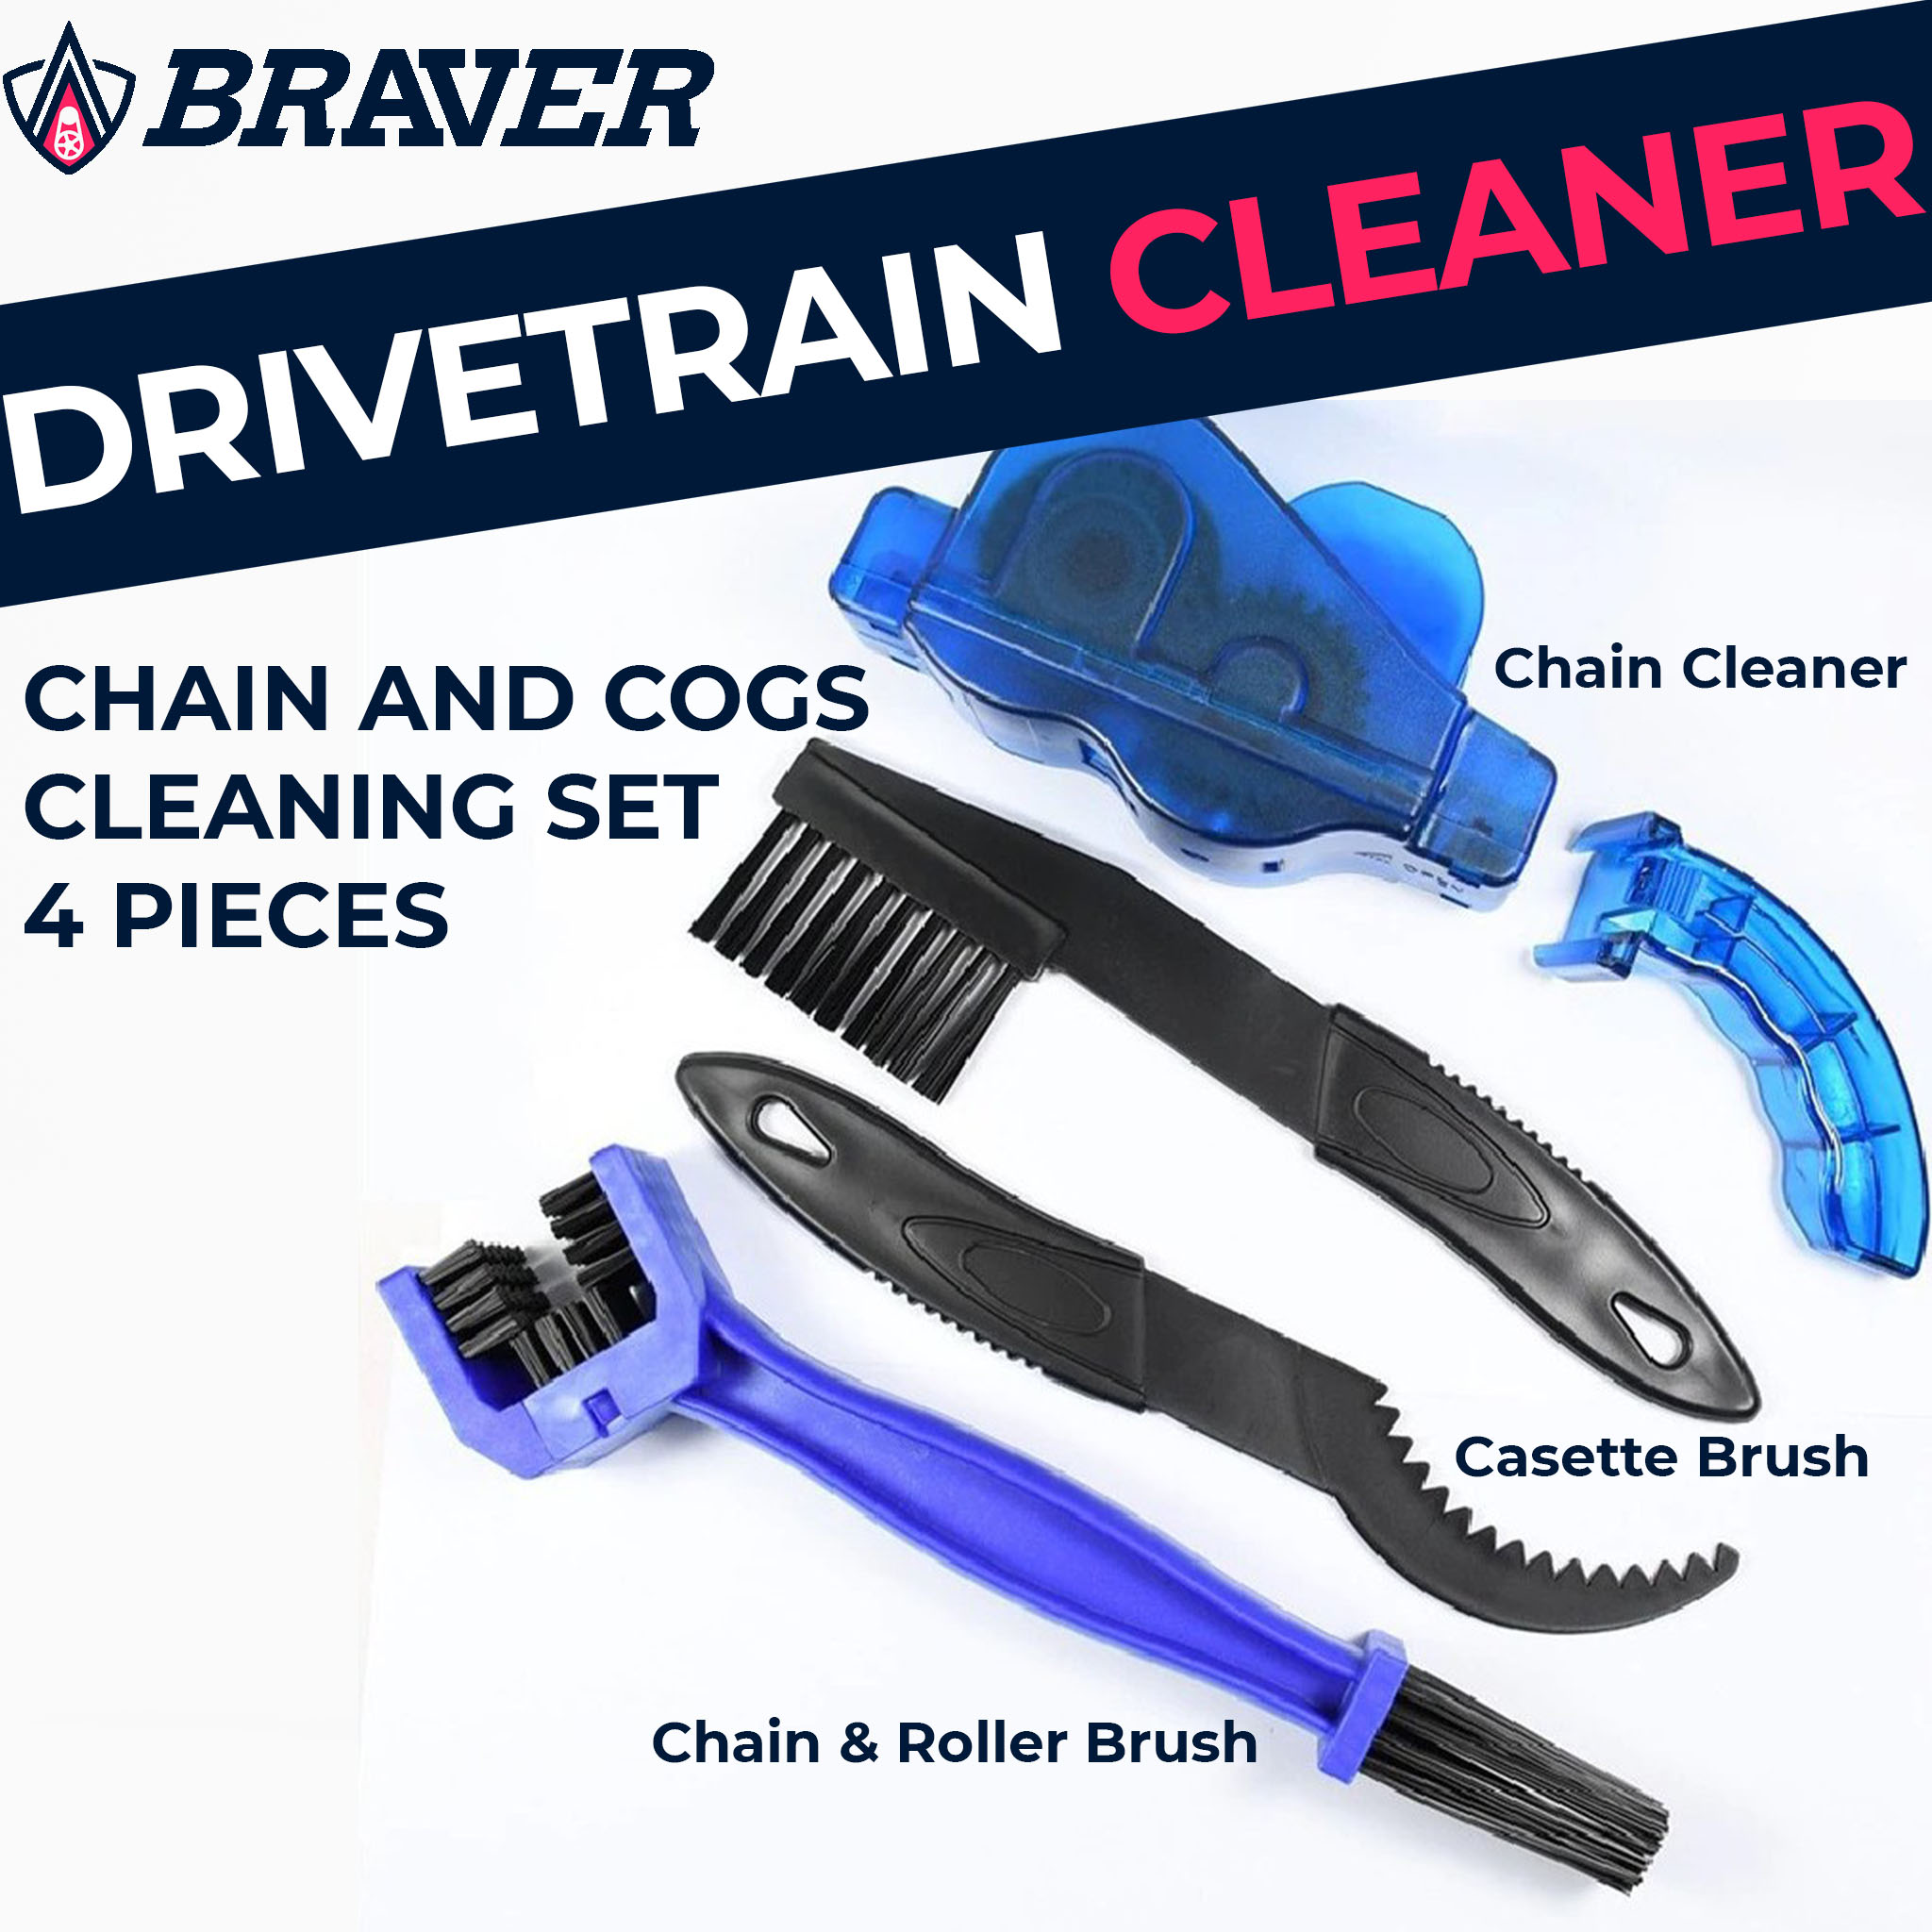 BRAVER
DRIVETRAIN CLEANER
CHAIN AND COGS
CLEANING SET
4 PIECES
Chain Cleaner
Casette Brush
Chain & Roller Brush